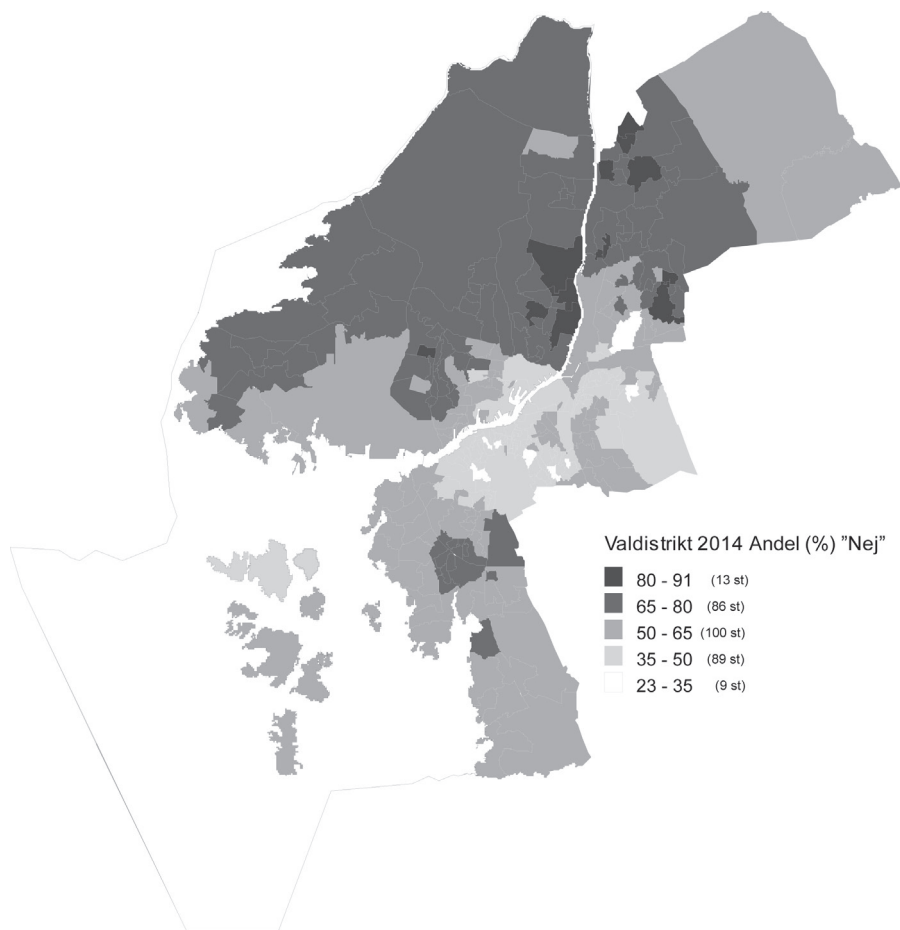 Valdistrikt 2014 Andel (%) ”Nej”
80 - 91 (13 st)
65 - 80 (86 st)
50 - 65 (100 st)
35 - 50 (89 st)
23 - 35 (9 st)